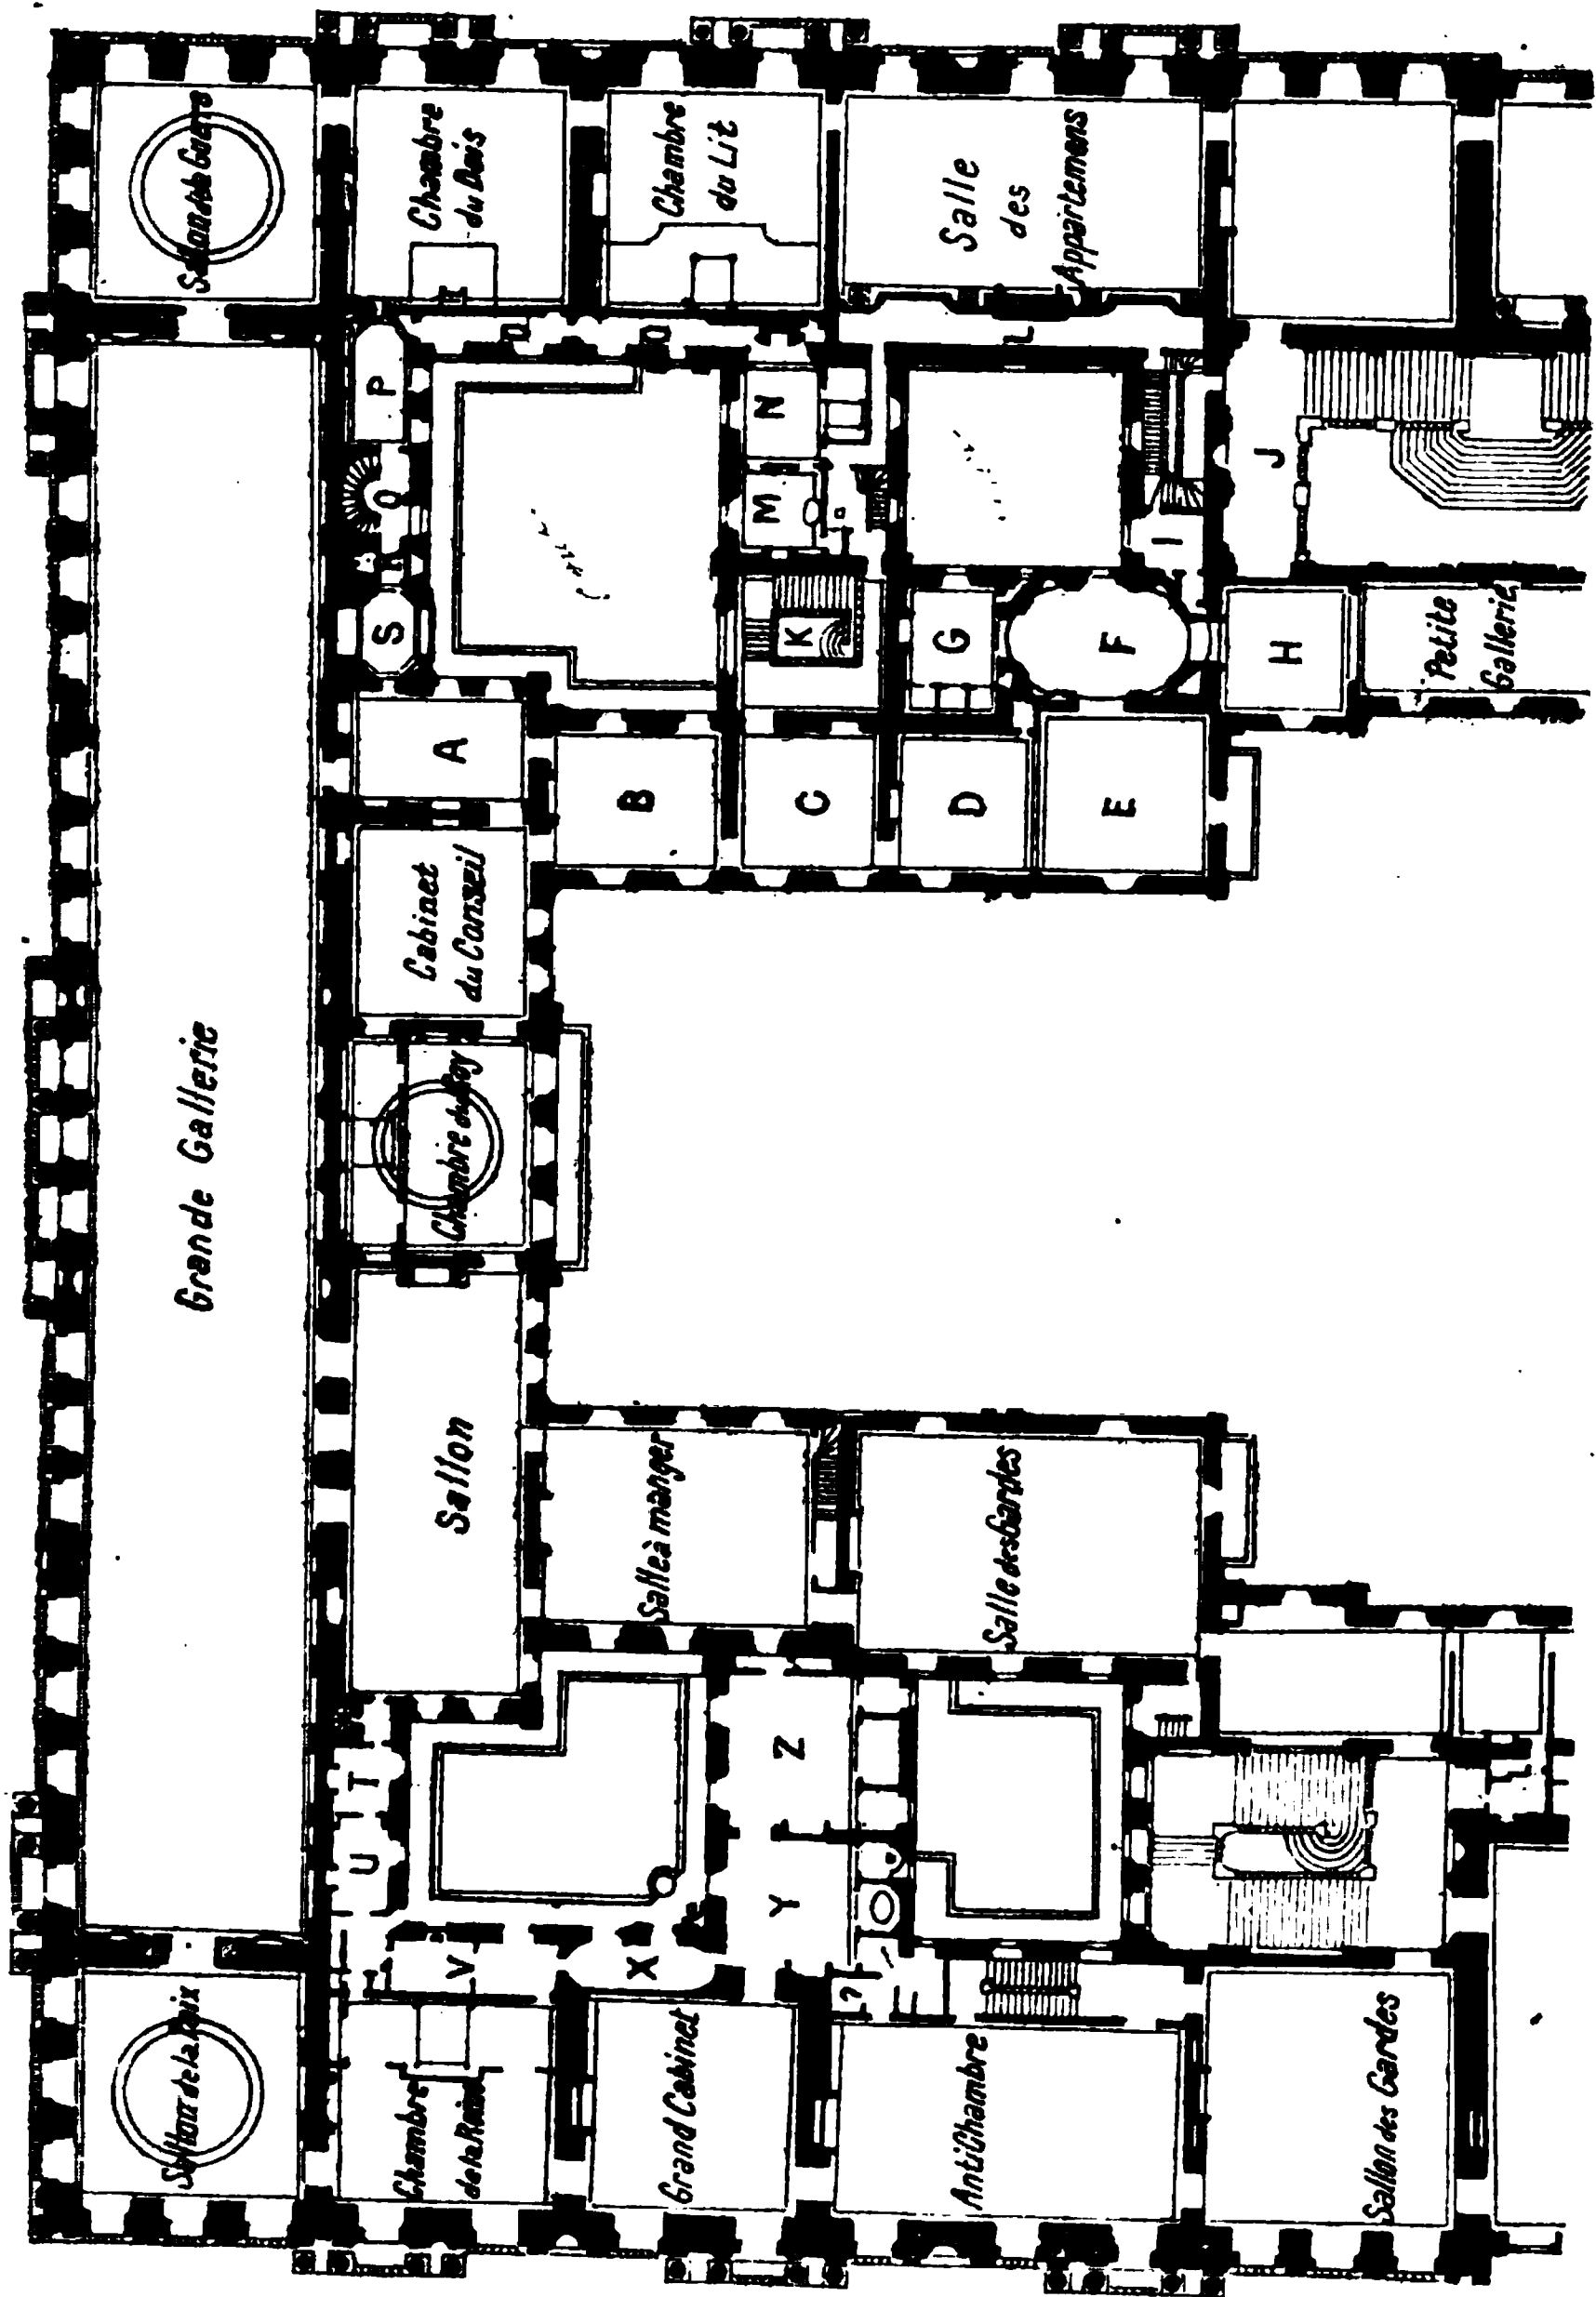 Sallon de la Guere
Chambre
du Dais
Chambre
du Lit
Salle
des
Appartemens
P
Q
R
S
O
O
L
N
M
K
G
F
I
J
H
Petite
Gallerie
A
B
C
D
E
Cabinet
du Conseil
Chambre du Roy
Grande Gallerie
Sallon
Salle à manger
Salle des Gardes
T
U
V
X
Y
Z
?
Sallon de la Paix
Chambre
de la Reine
Grand Cabinet
AntiChambre
Sallon des Gardes